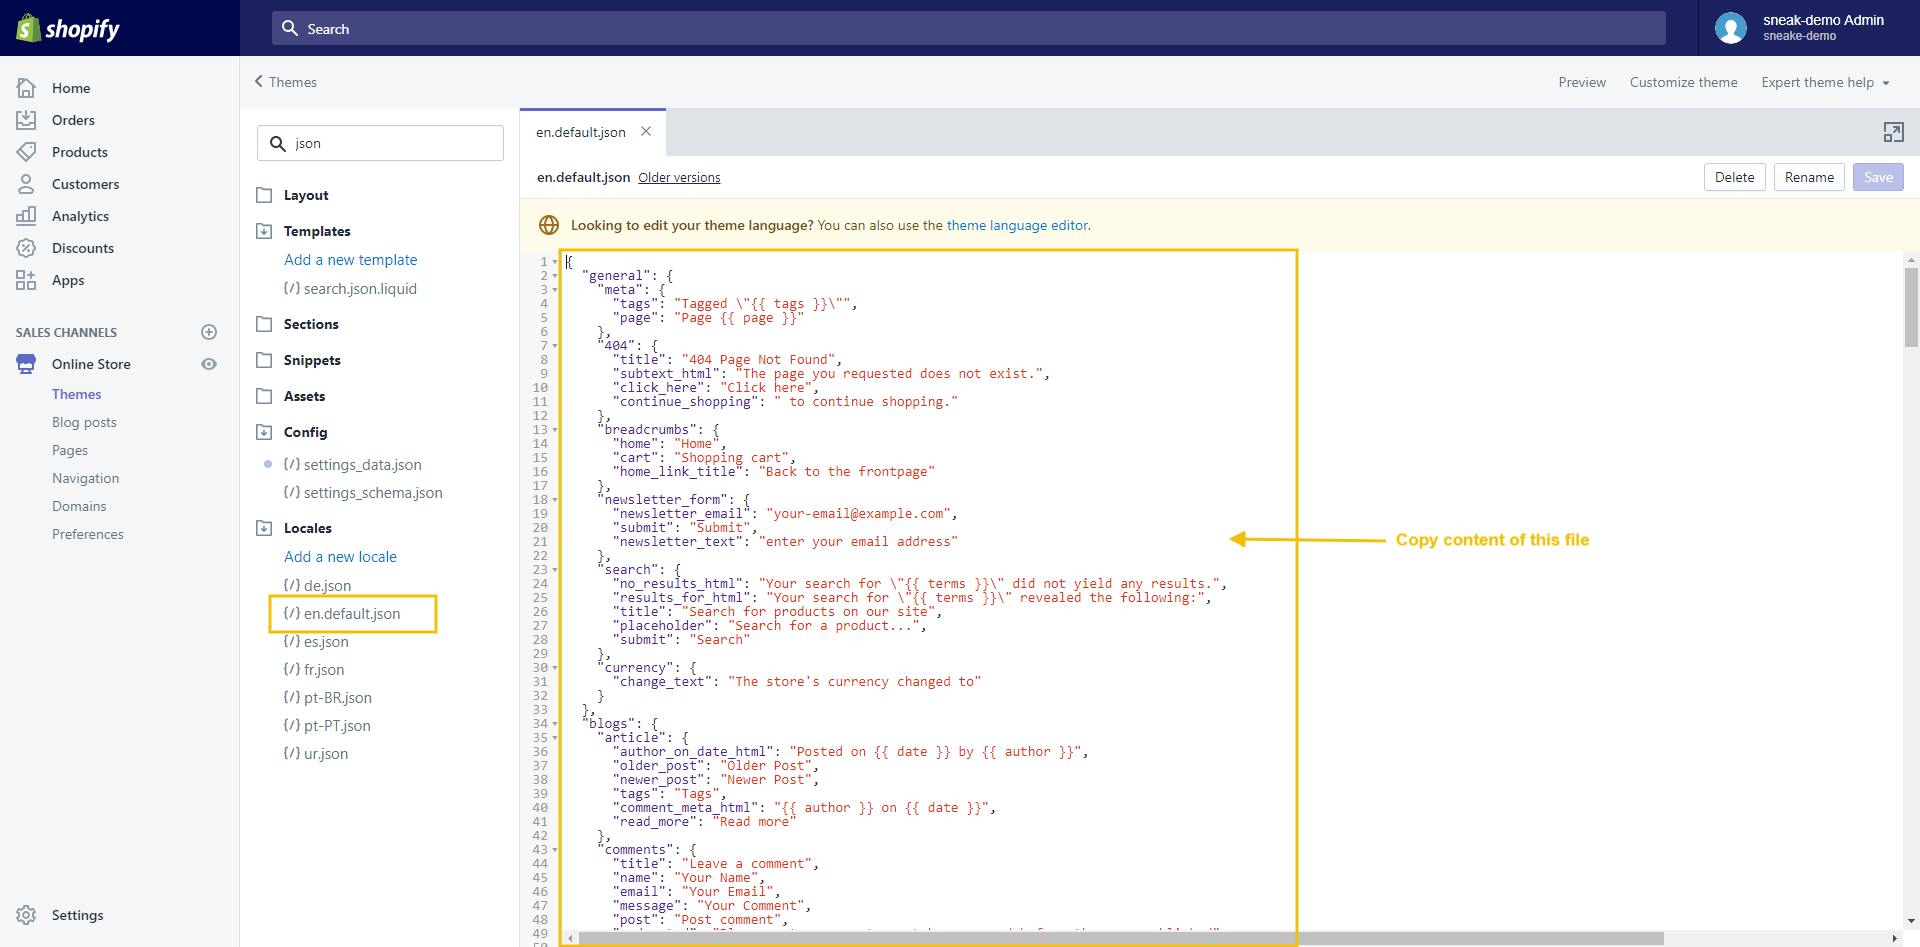 shopify
Search
sneak-demo Admin
sneake-demo
Home
Orders
Products
Customers
Analytics
Discounts
Apps
SALES CHANNELS
Online Store
Themes
Blog posts
Pages
Navigation
Domains
Preferences
Settings
Themes
Preview
Customize theme
Expert theme help
json
Layout
Templates
Add a new template
{/} search.json.liquid
Sections
Snippets
Assets
Config
{/} settings_data.json
{/} settings_schema.json
Locales
Add a new locale
{/} de.json
{/} en.default.json
{/} es.json
{/} fr.json
{/} pt-BR.json
{/} pt-PT.json
{/} ur.json
en.default.json
en.default.json Older versions
Delete
Rename
Save
Looking to edit your theme language? You can also use the theme language editor.
1 {
2 "general": {
3 "meta": {
4 "tags": "Tagged \"{{ tags }}\"",
5 "page": "Page {{ page }}"
6 },
7 "404": {
8 "title": "404 Page Not Found",
9 "subtext_html": "The page you requested does not exist.",
10 "click_here": "Click here",
11 "continue_shopping": " to continue shopping."
12 },
13 "breadcrumbs": {
14 "home": "Home",
15 "cart": "Shopping cart",
16 "home_link_title": "Back to the frontpage"
17 },
18 "newsletter_form": {
19 "newsletter_email": "your-email@example.com",
20 "submit": "Submit",
21 "newsletter_text": "enter your email address"
22 },
23 "search": {
24 "no_results_html": "Your search for \"{{ terms }}\" did not yield any results.",
25 "results_for_html": "Your search for \"{{ terms }}\" revealed the following:",
26 "title": "Search for products on our site",
27 "placeholder": "Search for a product...",
28 "submit": "Search"
29 },
30 "currency": {
31 "change_text": "The store's currency changed to"
32 }
33 },
34 "blogs": {
35 "article": {
36 "author_on_date_html": "Posted on {{ date }} by {{ author }}",
37 "older_post": "Older Post",
38 "newer_post": "Newer Post",
39 "tags": "Tags",
40 "comment_meta_html": "{{ author }} on {{ date }}",
41 "read_more": "Read more"
42 },
43 "comments": {
44 "title": "Leave a comment",
45 "name": "Your Name",
46 "email": "Your Email",
47 "message": "Your Comment",
48 "post": "Post comment",
49
Copy content of this file